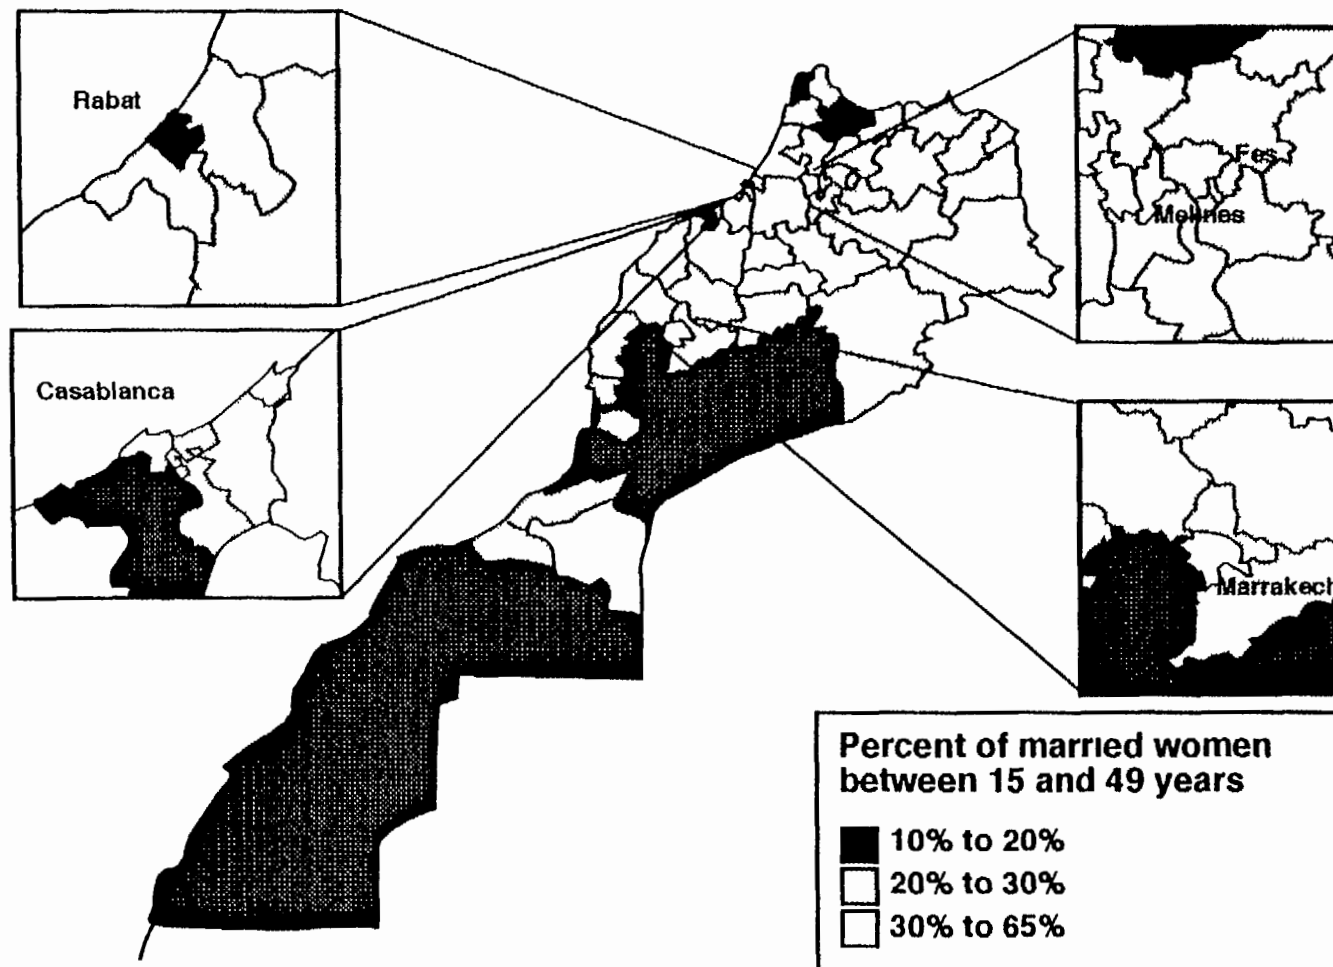 Rabat
Casablanca
Fes
Meknes
Marrakech
Percent of married women
between 15 and 49 years
10% to 20%
20% to 30%
30% to 65%